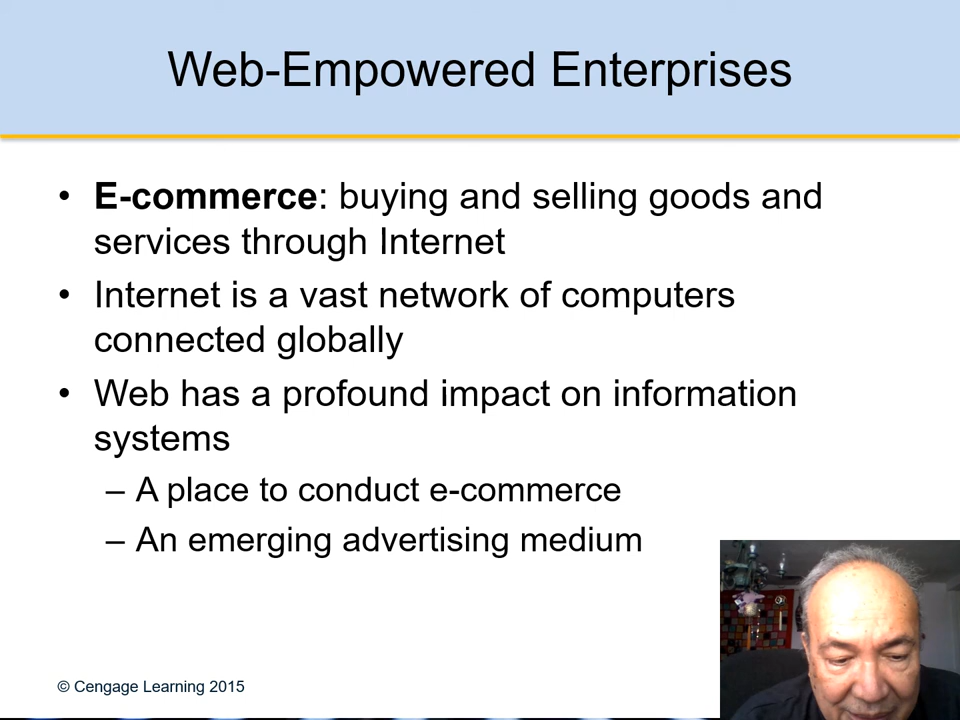 Web-Empowered Enterprises
• E-commerce: buying and selling goods and
services through Internet
• Internet is a vast network of computers
connected globally
• Web has a profound impact on information
systems
– A place to conduct e-commerce
– An emerging advertising medium
© Cengage Learning 2015